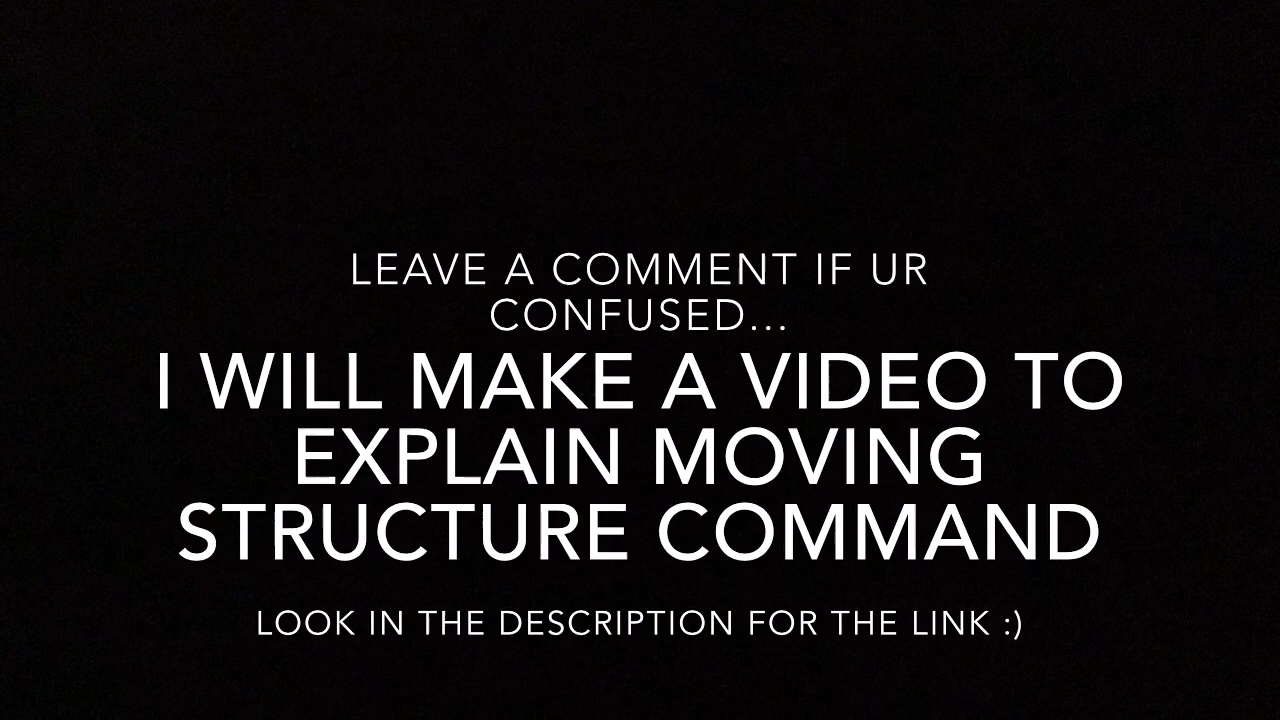 LEAVE A COMMENT IF UR
CONFUSED...
I WILL MAKE A VIDEO TO
EXPLAIN MOVING
STRUCTURE COMMAND
LOOK IN THE DESCRIPTION FOR THE LINK :)